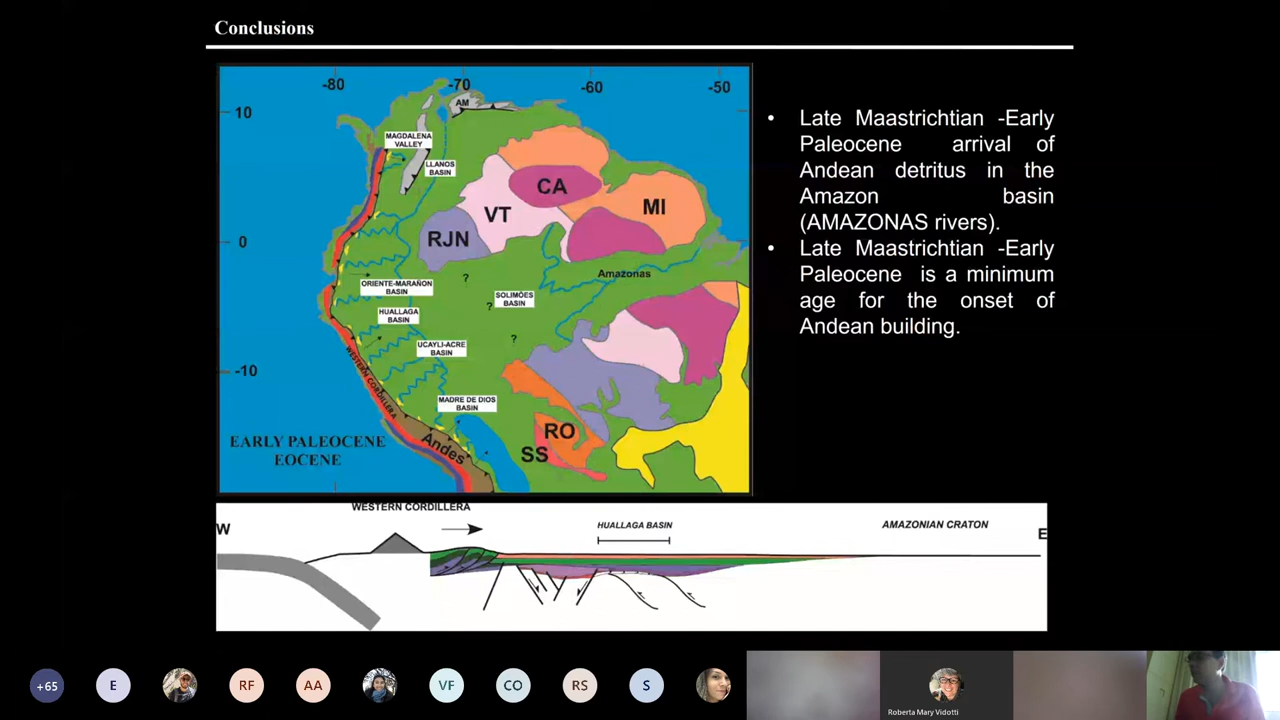 Conclusions
-80
-70
-60
-50
10
0
-10
AM
MAGDALENA
VALLEY
LLANOS
BASIN
CA
VT
MI
RJN
Amazonas
?
ORIENTE-MARAÑON
BASIN
SOLIMÕES
BASIN
?
HUALLAGA
BASIN
?
UCAYLI-ACRE
BASIN
WESTERN CORDILLERA
MADRE DE DIOS
BASIN
RO
SS
Andes
EARLY PALEOCENE
EOCENE
• Late Maastrichtian -Early
Paleocene arrival of
Andean detritus in the
Amazon basin
(AMAZONAS rivers).
• Late Maastrichtian -Early
Paleocene is a minimum
age for the onset of
Andean building.
WESTERN CORDILLERA
W
HUALLAGA BASIN
AMAZONIAN CRATON
E
+65
E
RF
AA
VF
CO
RS
S
Roberta Mary Vidotti